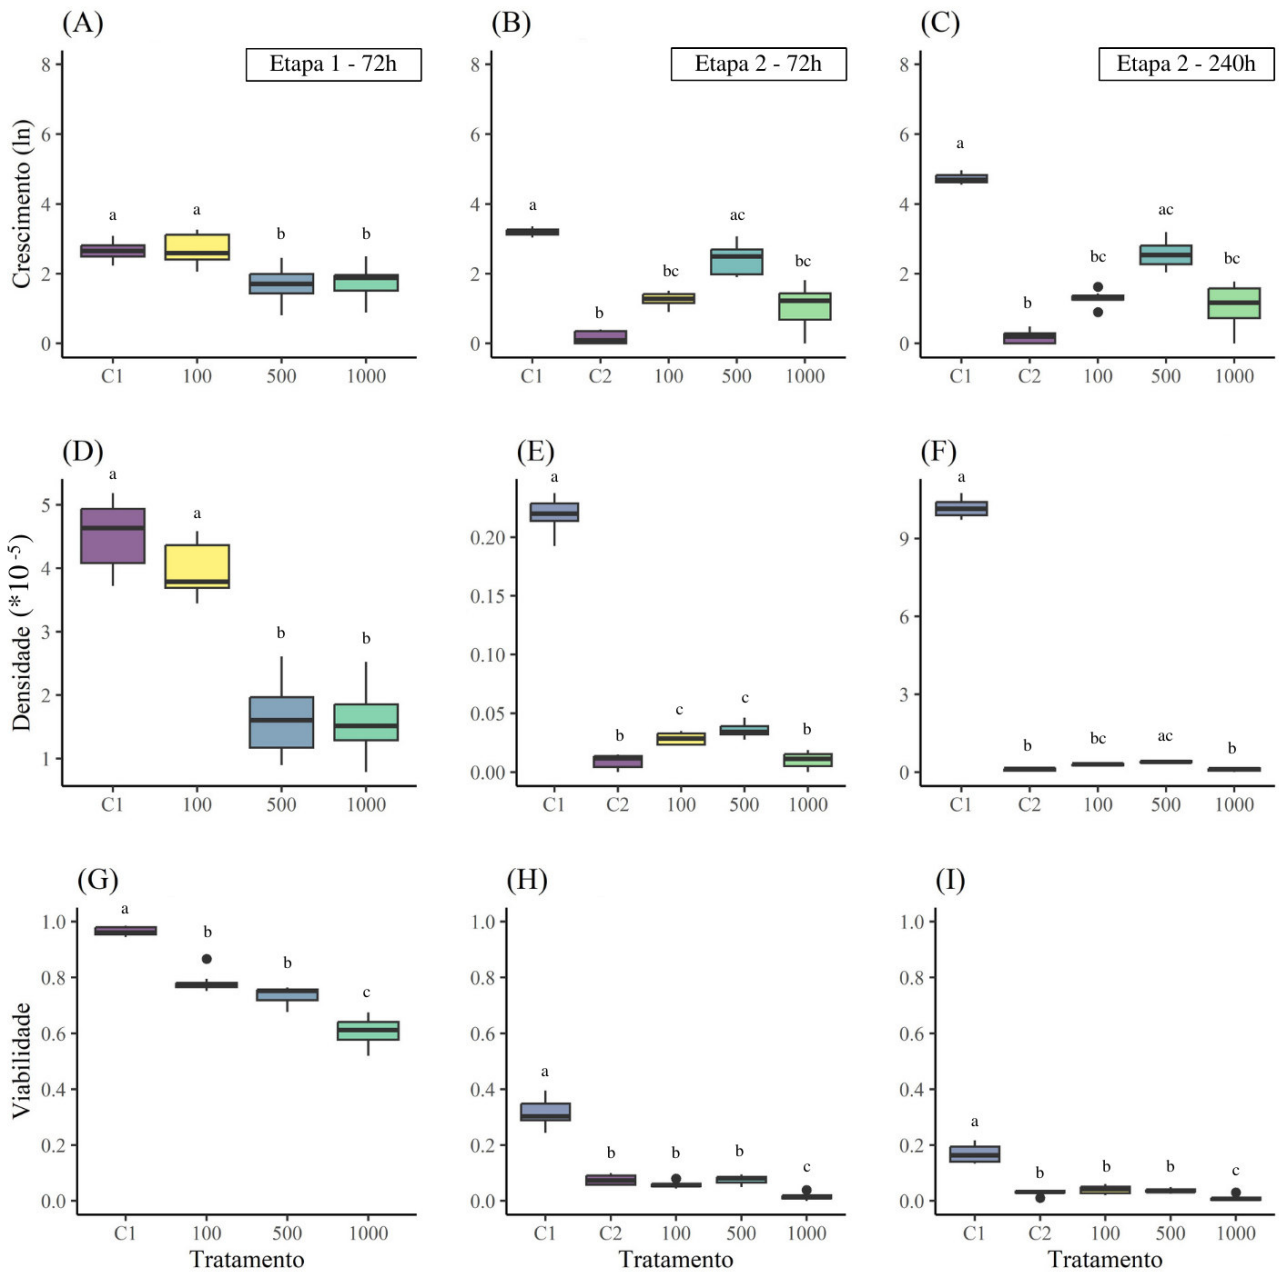 (A) (B) (C)
Etapa 1 - 72h Etapa 2 - 72h Etapa 2 - 240h
Crescimento (ln)
8
6
4
2
0
a a b b
C1 100 500 1000
8
6
4
2
0
a b bc ac bc
C1 C2 100 500 1000
8
6
4
2
0
a b bc ac bc
C1 C2 100 500 1000
(D) (E) (F)
Densidade (*10⁻⁵)
5
4
3
2
1
a a b b
C1 100 500 1000
0.20
0.15
0.10
0.05
0.00
a b c c b
C1 C2 100 500 1000
9
6
3
0
a b bc ac b
C1 C2 100 500 1000
(G) (H) (I)
Viabilidade
1.0
0.8
0.6
0.4
0.2
0.0
a b b c
C1 100 500 1000
Tratamento
1.0
0.8
0.6
0.4
0.2
0.0
a b b b c
C1 C2 100 500 1000
Tratamento
1.0
0.8
0.6
0.4
0.2
0.0
a b b b c
C1 C2 100 500 1000
Tratamento